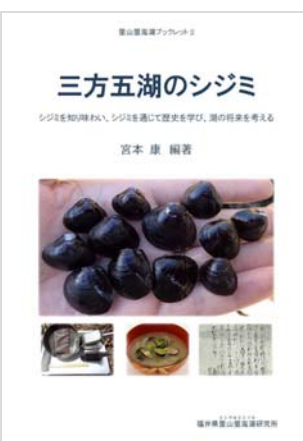 里山里海湖ブックレット2
三方五湖のシジミ
シジミを知り味わい、シジミを通じて歴史を学び、湖の将来を考える
宮本 康 編著
福井県里山里海湖研究所